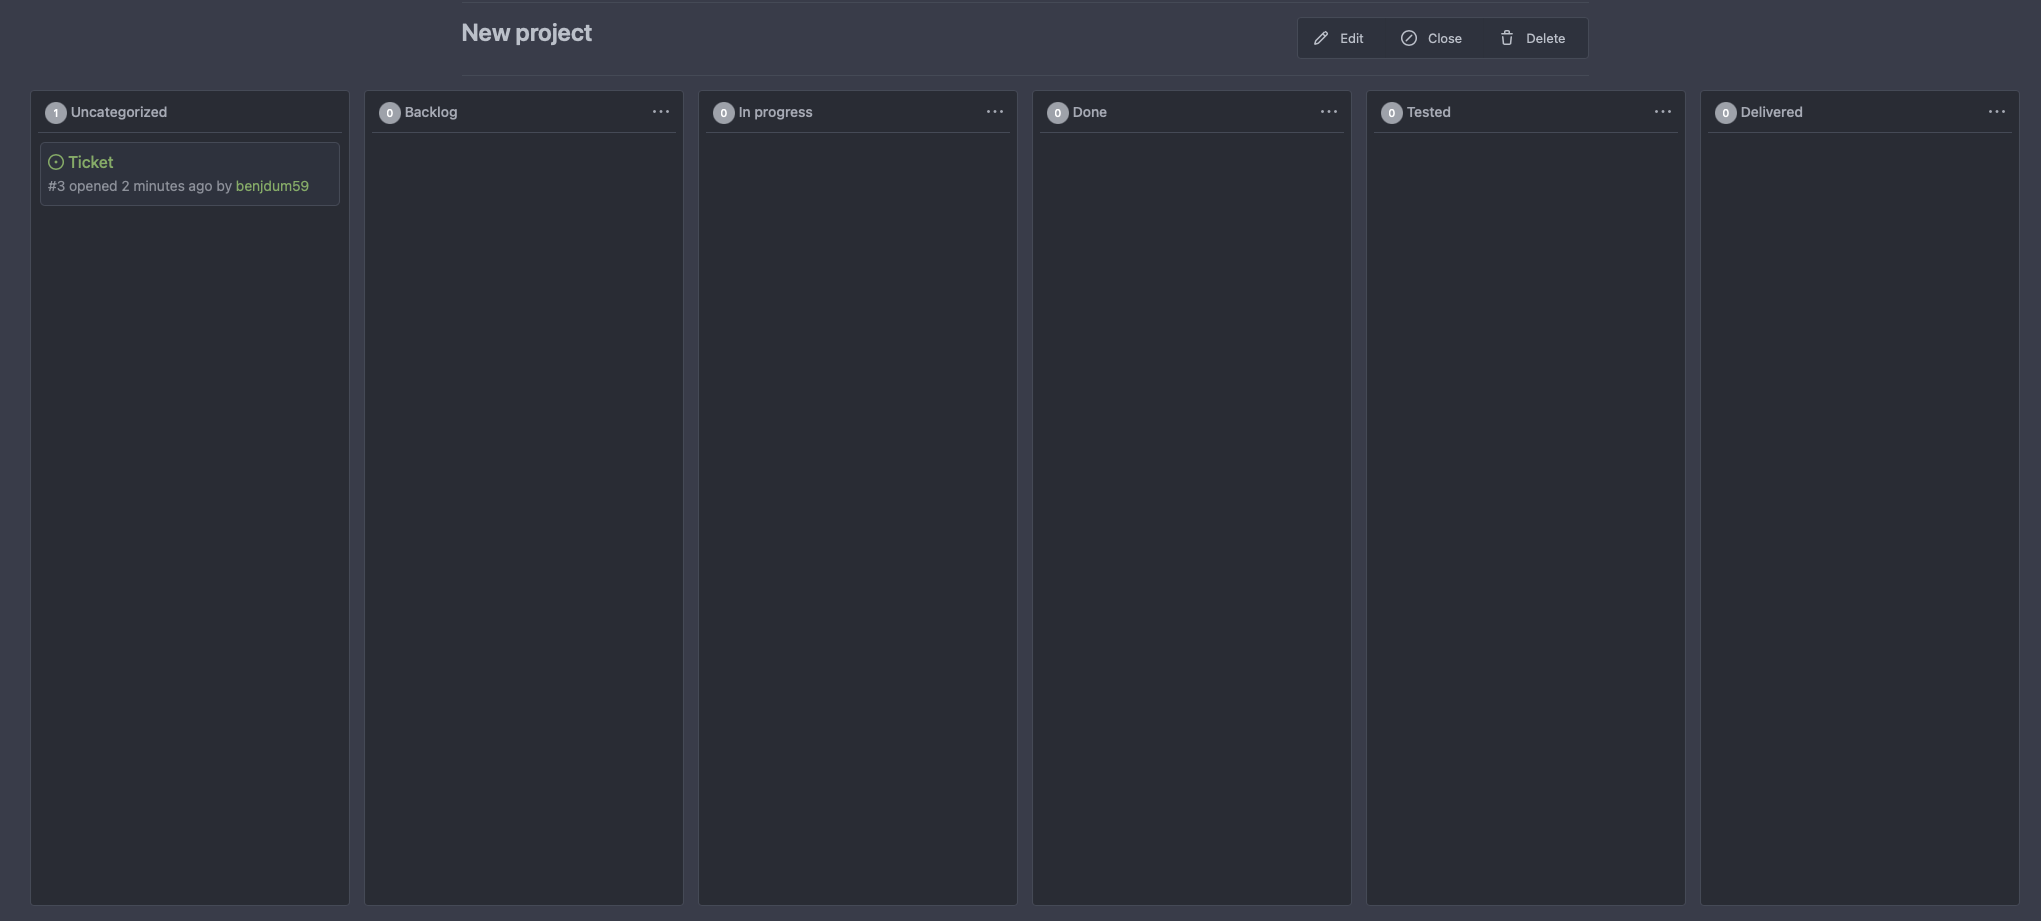 New project
Edit Close Delete
1 Uncategorized
Ticket
#3 opened 2 minutes ago by benjdum59
0 Backlog
0 In progress
0 Done
0 Tested
0 Delivered